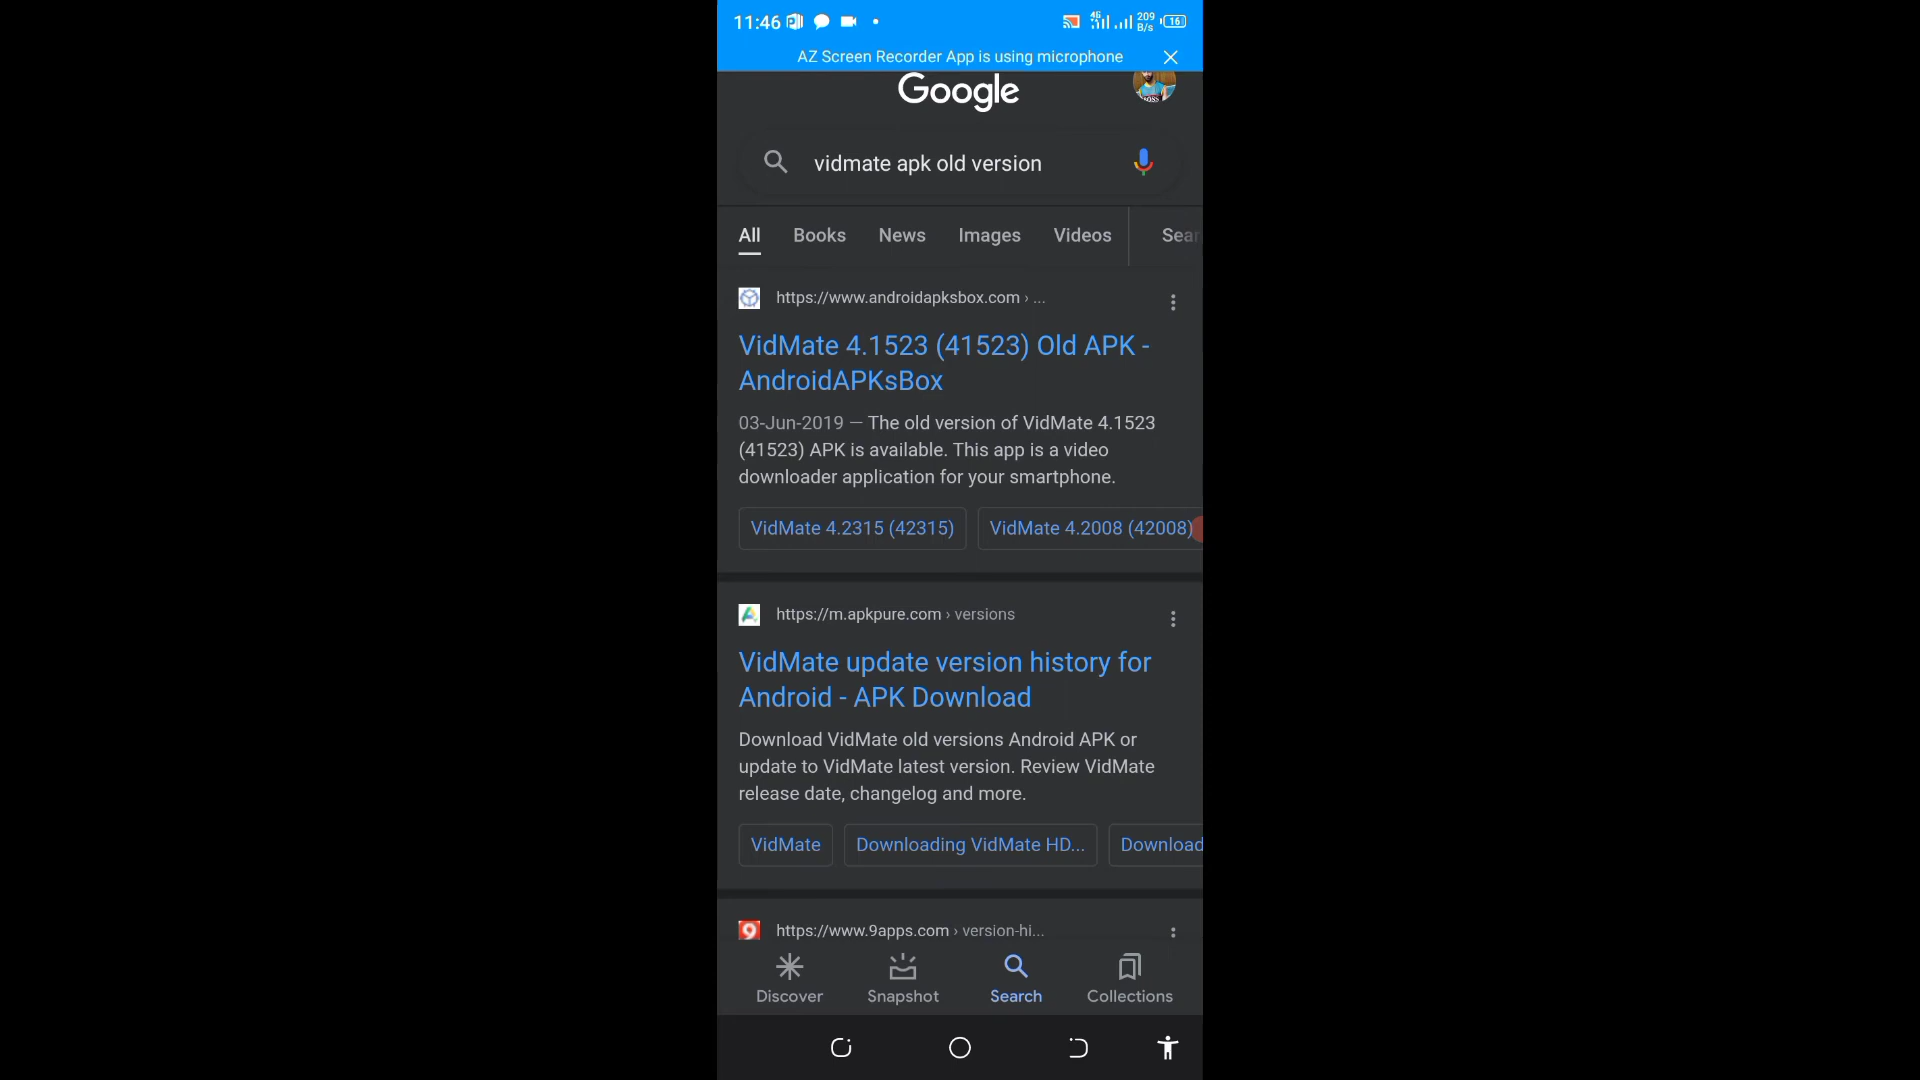 11:46
4G
209 B/s
16
AZ Screen Recorder App is using microphone
Google
vidmate apk old version
All Books News Images Videos Sear
https://www.androidapksbox.com › ...
VidMate 4.1523 (41523) Old APK -
AndroidAPKsBox
03-Jun-2019 — The old version of VidMate 4.1523
(41523) APK is available. This app is a video
downloader application for your smartphone.
VidMate 4.2315 (42315) VidMate 4.2008 (42008)
https://m.apkpure.com › versions
VidMate update version history for
Android - APK Download
Download VidMate old versions Android APK or
update to VidMate latest version. Review VidMate
release date, changelog and more.
VidMate Downloading VidMate HD... Download
https://www.9apps.com › version-hi...
Discover Snapshot Search Collections